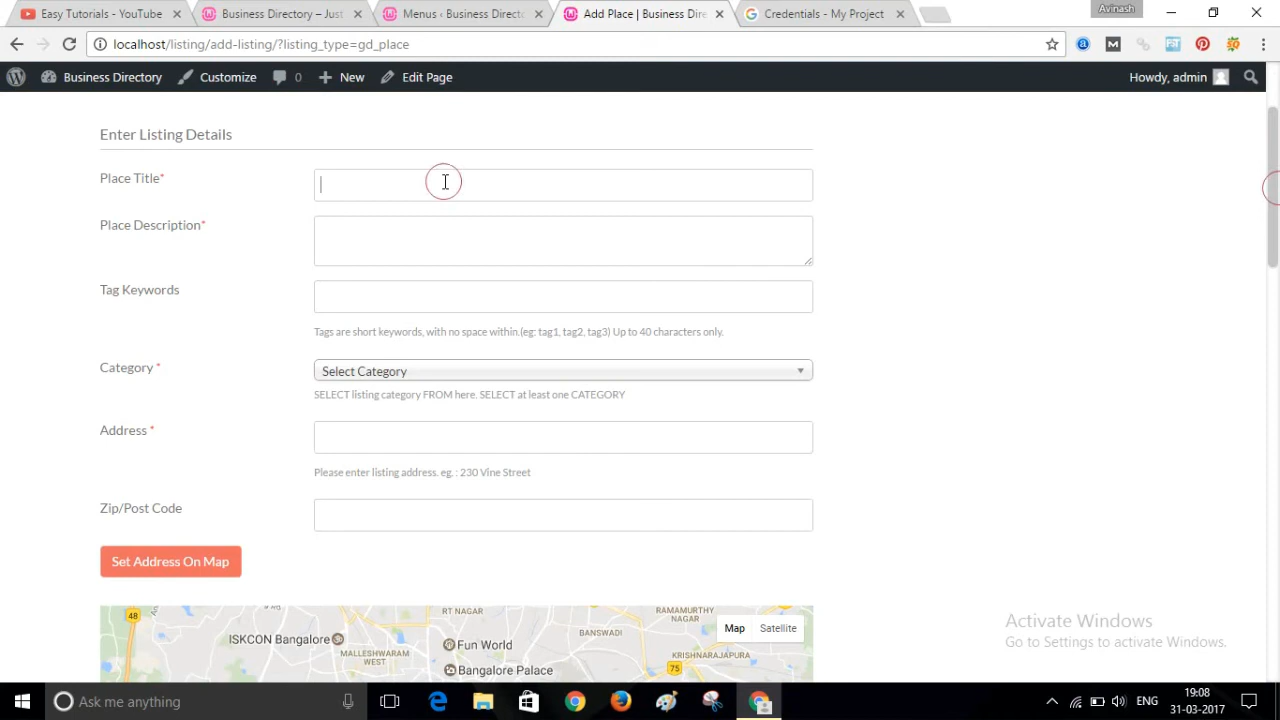 Easy Tutorials - YouTube
Business Directory – Just
Menus ‹ Business Directo
Add Place | Business Dire
Credentials - My Project
Avinash
localhost/listing/add-listing/?listing_type=gd_place
Business Directory
Customize
0
New
Edit Page
Howdy, admin
Enter Listing Details
Place Title*
Place Description*
Tag Keywords
Tags are short keywords, with no space within.(eg: tag1, tag2, tag3) Up to 40 characters only.
Category *
Select Category
SELECT listing category FROM here. SELECT at least one CATEGORY
Address *
Please enter listing address. eg. : 230 Vine Street
Zip/Post Code
Set Address On Map
48
RT NAGAR
RAMAMURTHY
NAGAR
ISKCON Bangalore
MALLESHWARAM
WEST
Fun World
Bangalore Palace
BANSWADI
KRISHNARAJAPURA
75
Map
Satellite
Activate Windows
Go to Settings to activate Windows.
Ask me anything
ENG
19:08
31-03-2017